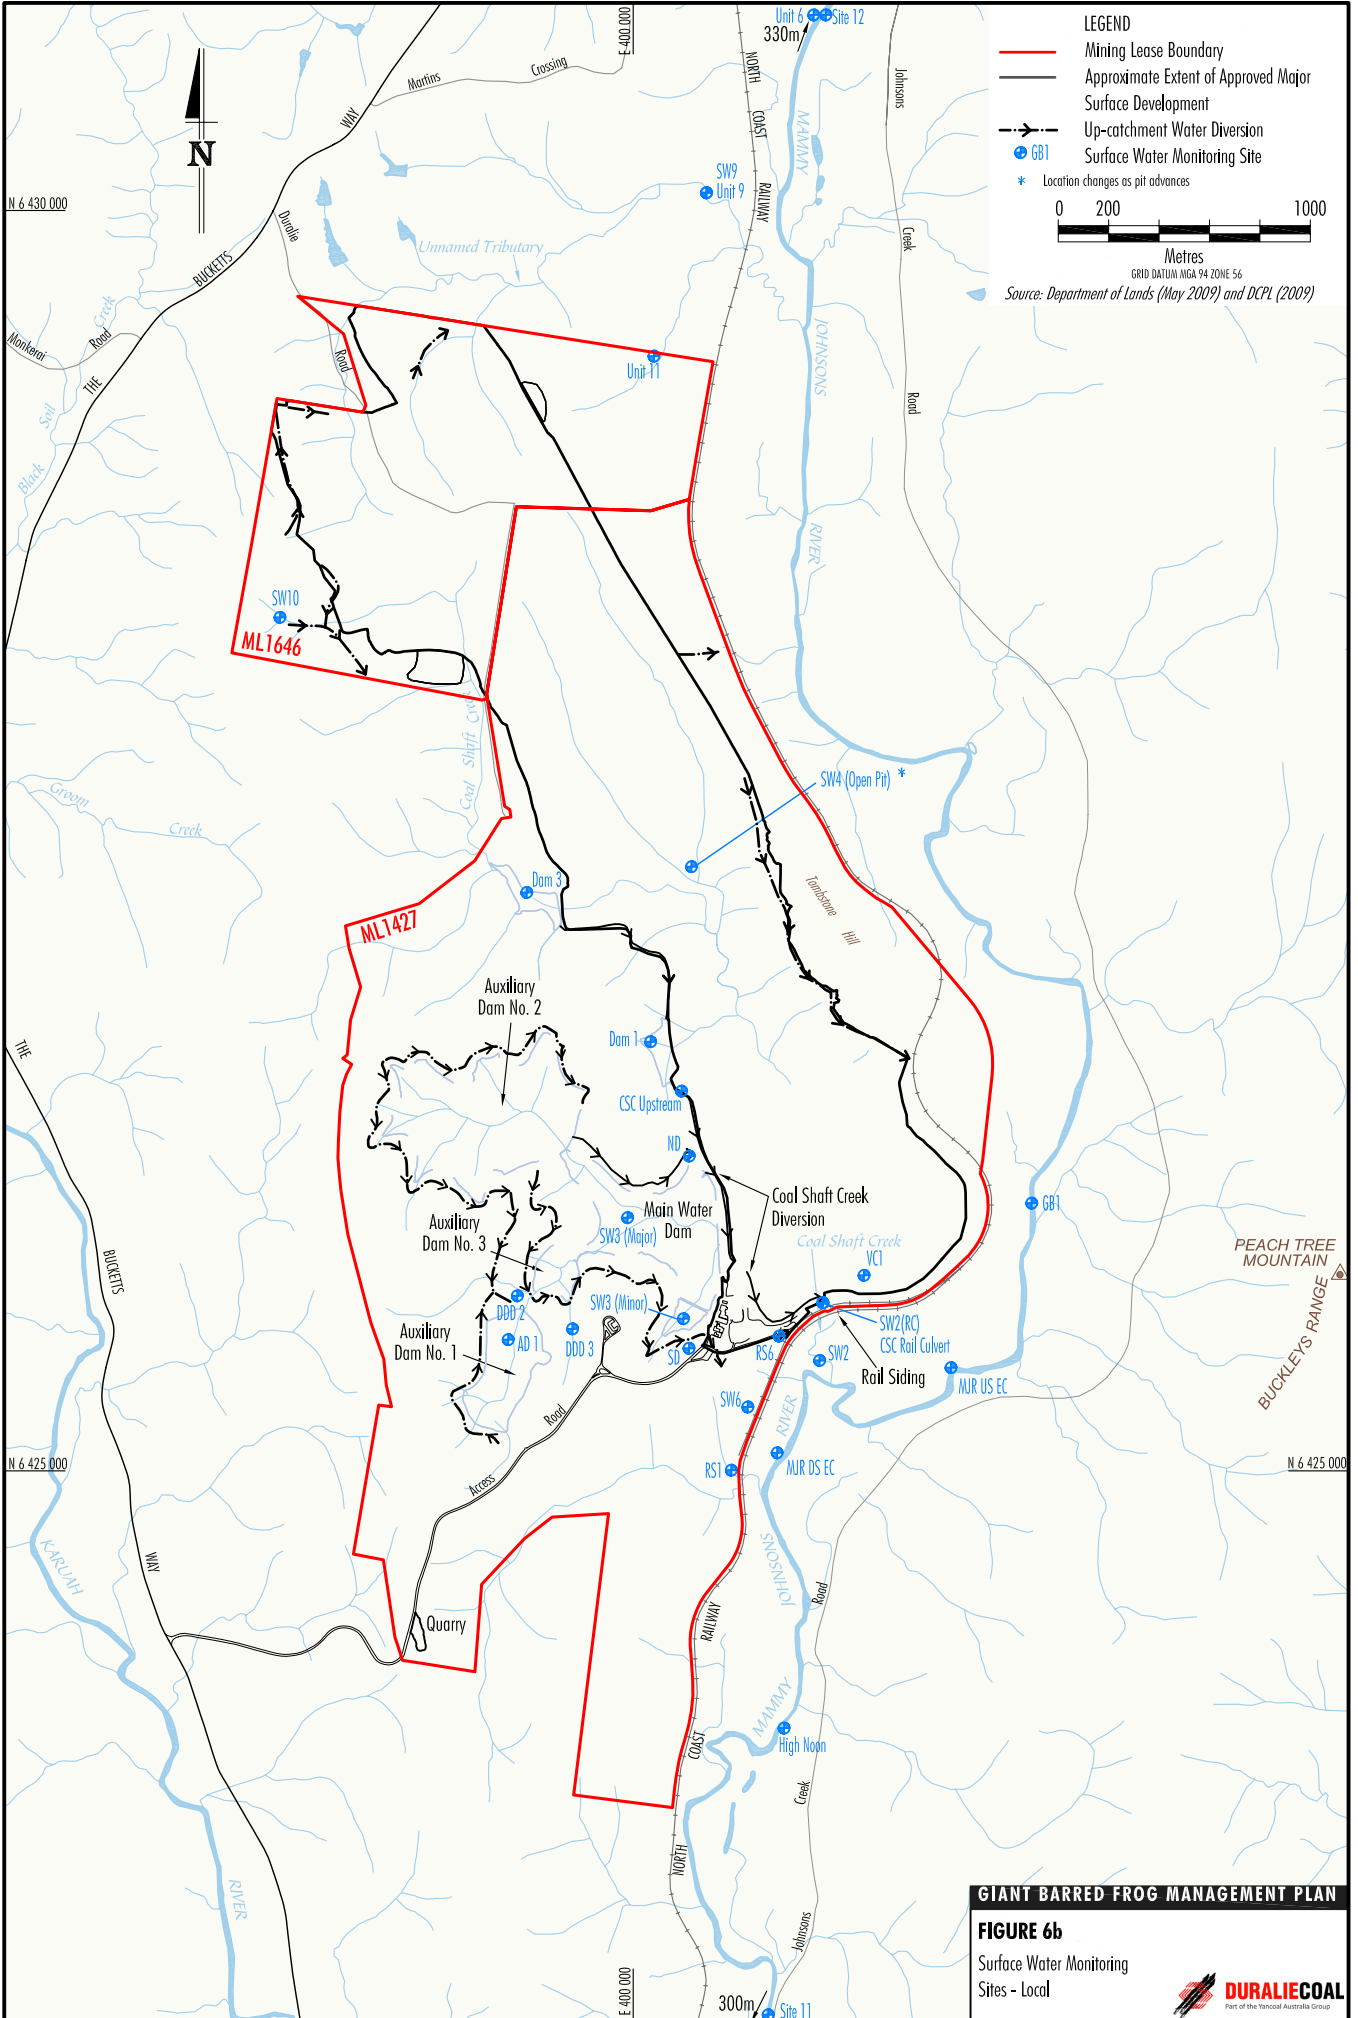 Unit 6
Site 12
330m
E 400 000
LEGEND
Mining Lease Boundary
Approximate Extent of Approved Major
Surface Development
Up-catchment Water Diversion
GB1
Surface Water Monitoring Site
* Location changes as pit advances
0 200 1000
Metres
GRID DATUM MGA 94 ZONE 56
Source: Department of Lands (May 2009) and DCPL (2009)
N
Martins Crossing
NORTH COAST RAILWAY
MAMMY
JOHNSONS
RIVER
Johnsons
Creek
Road
SW9
Unit 9
N 6 430 000
THE BUCKETTS WAY
Duralie
Road
Unnamed Tributary
Monkerai Road
Black Soil Creek
Unit 11
SW10
ML1646
Coal Shaft Creek
Groom Creek
SW4 (Open Pit) *
Dam 3
Tombstone Hill
ML1427
Auxiliary
Dam No. 2
Dam 1
CSC Upstream
ND
Coal Shaft Creek
Diversion
Main Water
Dam
SW3 (Major)
Auxiliary
Dam No. 3
Coal Shaft Creek
VC1
GB1
PEACH TREE
MOUNTAIN
BUCKLEYS RANGE
DDD 2
SW3 (Minor)
SW2(RC)
CSC Rail Culvert
Auxiliary
Dam No. 1
AD 1
DDD 3
SD
RS6
SW2
Rail Siding
MJR US EC
SW6
RIVER
Access Road
RS1
MJR DS EC
N 6 425 000
N 6 425 000
THE
BUCKETTS
WAY
KARUAH
RIVER
JOHNSONS
MAMMY
Quarry
RAILWAY
COAST
NORTH
Road
Creek
Johnsons
High Noon
E 400 000
300m
Site 11
GIANT BARRED FROG MANAGEMENT PLAN
FIGURE 6b
Surface Water Monitoring
Sites - Local
DURALIECOAL
Part of the Yancoal Australia Group